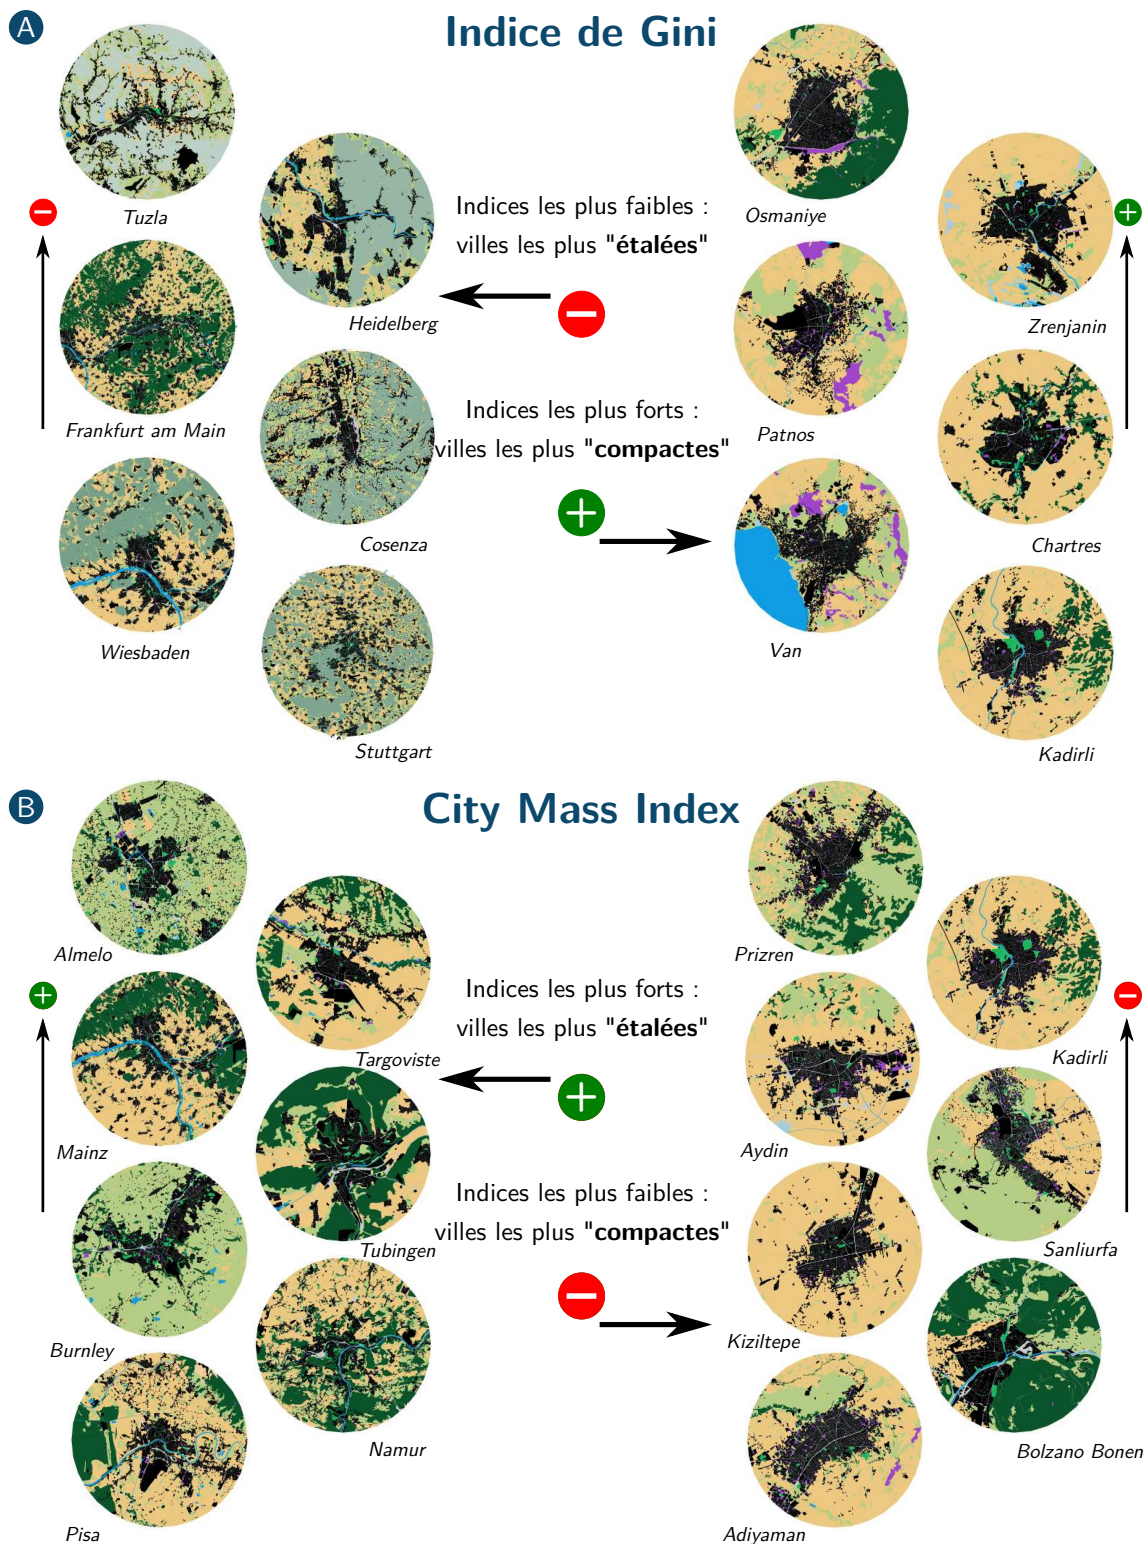 A
Indice de Gini
Tuzla
Heidelberg
Frankfurt am Main
Cosenza
Wiesbaden
Stuttgart
Indices les plus faibles :
villes les plus "étalées"
Indices les plus forts :
villes les plus "compactes"
Osmaniye
Zrenjanin
Patnos
Chartres
Van
Kadirli
B
City Mass Index
Almelo
Targoviste
Mainz
Tubingen
Burnley
Namur
Pisa
Indices les plus forts :
villes les plus "étalées"
Indices les plus faibles :
villes les plus "compactes"
Prizren
Kadirli
Aydin
Sanliurfa
Kiziltepe
Bolzano Bonen
Adiyaman